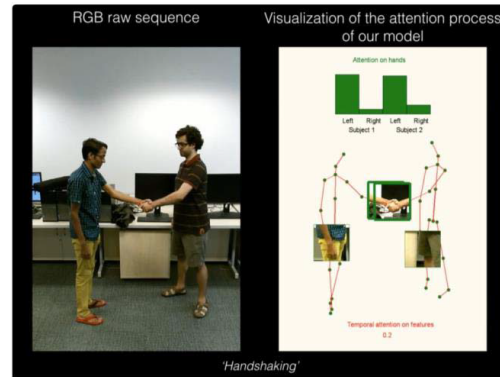 RGB raw sequence
Visualization of the attention process
of our model
Attention on hands
Left Right Left Right
Subject 1 Subject 2
Temporal attention on features
0.2
'Handshaking'